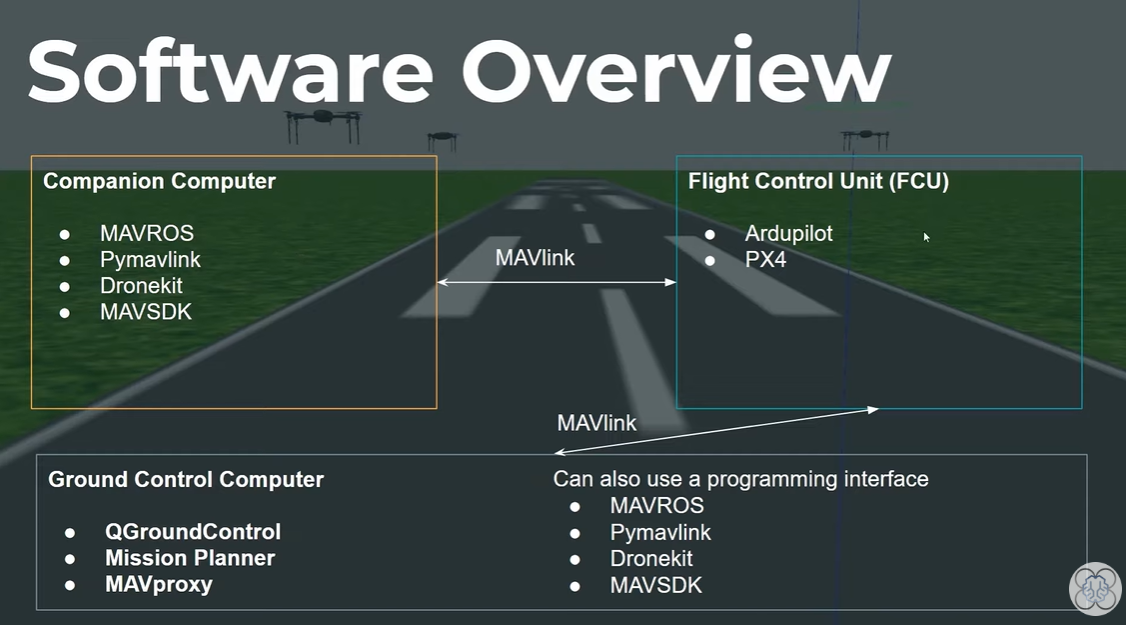 Software Overview
Companion Computer
● MAVROS
● Pymavlink
● Dronekit
● MAVSDK
MAVlink
Flight Control Unit (FCU)
● Ardupilot
● PX4
MAVlink
Ground Control Computer
● QGroundControl
● Mission Planner
● MAVproxy
Can also use a programming interface
● MAVROS
● Pymavlink
● Dronekit
● MAVSDK